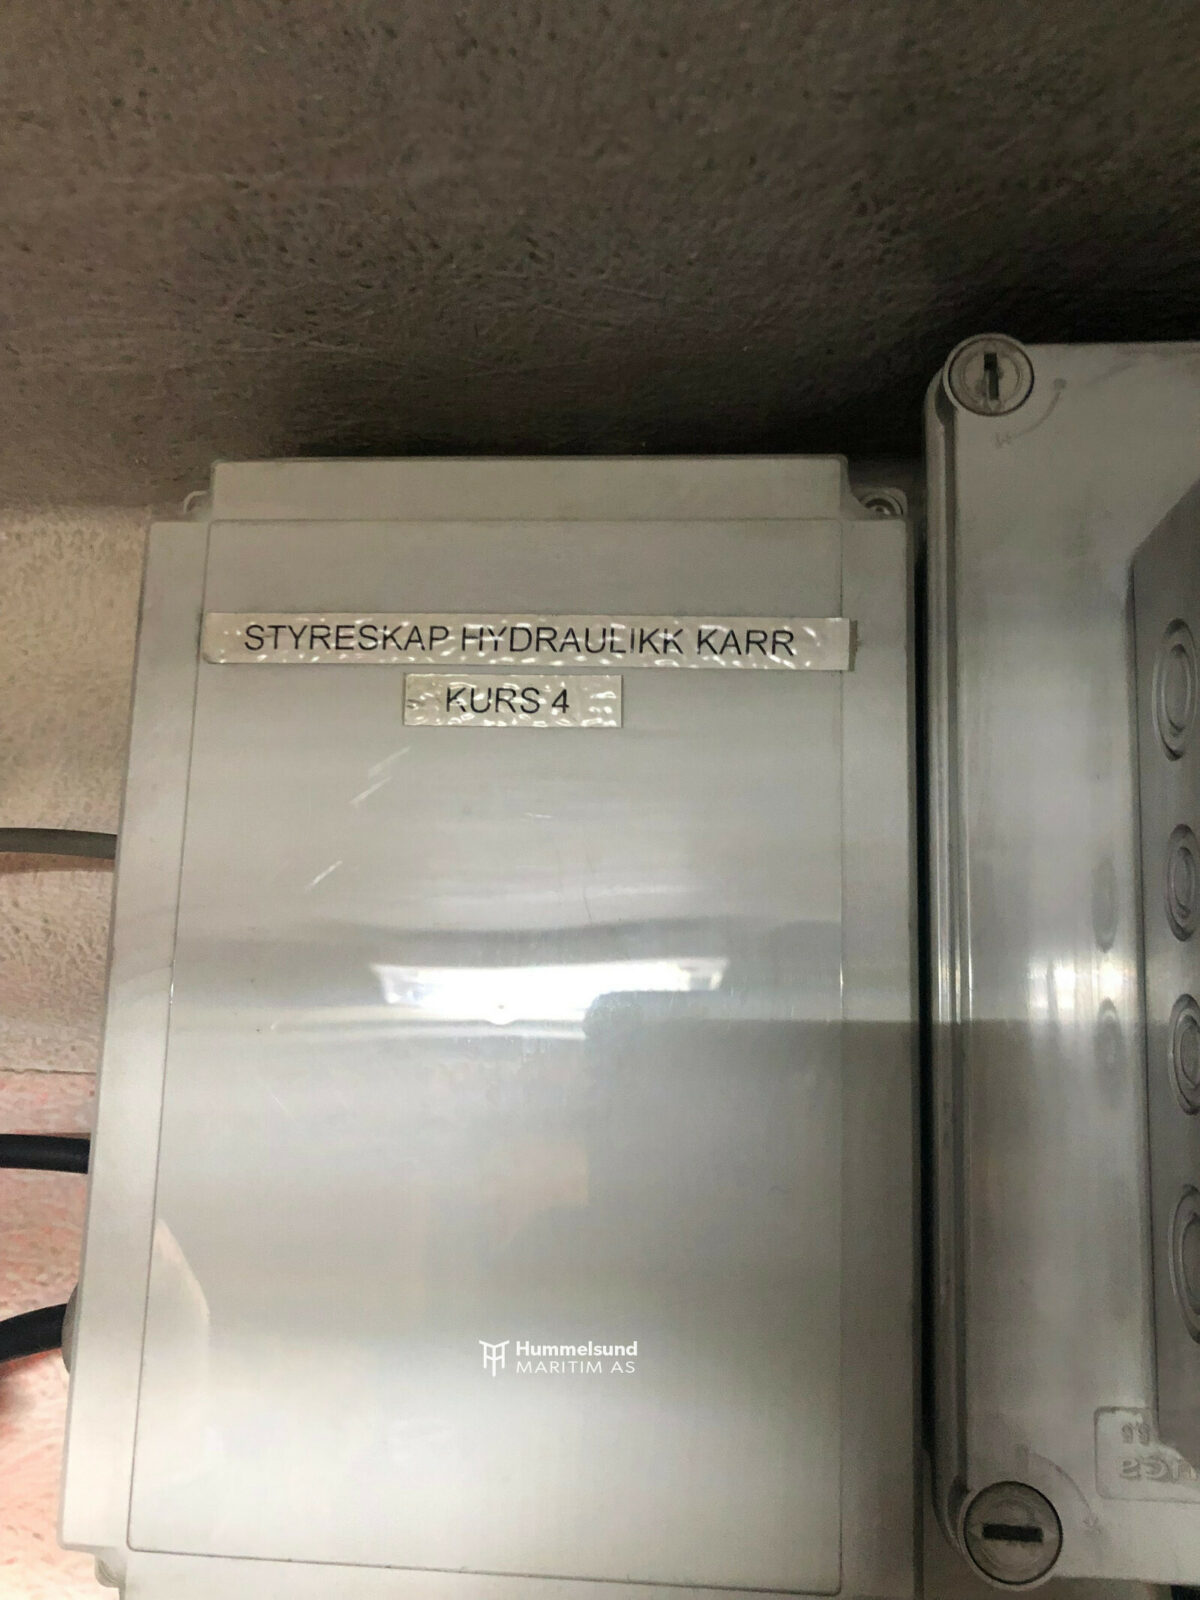 STYRESKAP HYDRAULIKK KARR
KURS 4
Hummelsund
MARITIM AS